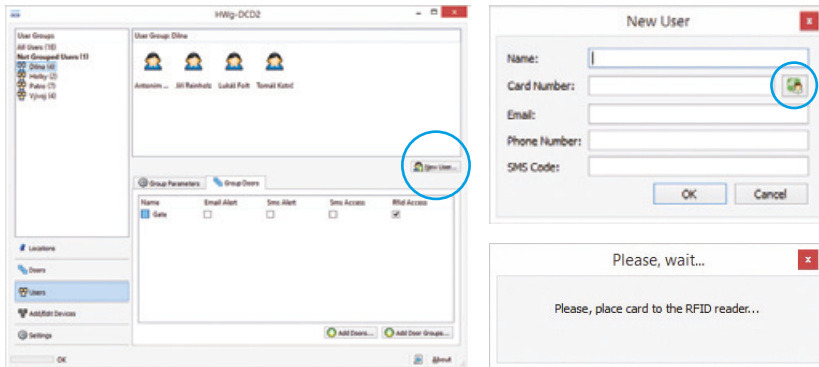 HWg-DCD2
User Groups
All Users (18)
Not Grouped Users (1)
Dílna (4)
Helky (2)
Patro (7)
Vývoj (4)
User Group: Dílna
Antonín ... Jiří Reinholz Lukáš Folt Tomáš Kotrč
New User...
Group Parameters Group Doors
Name Email Alert Sms Alert Sms Access Rfid Access
Gate
Locations
Doors
Users
Add/Edit Devices
Settings
Add Doors... Add Door Groups...
OK
About
New User
Name:
Card Number:
Email:
Phone Number:
SMS Code:
OK Cancel
Please, wait...
Please, place card to the RFID reader...